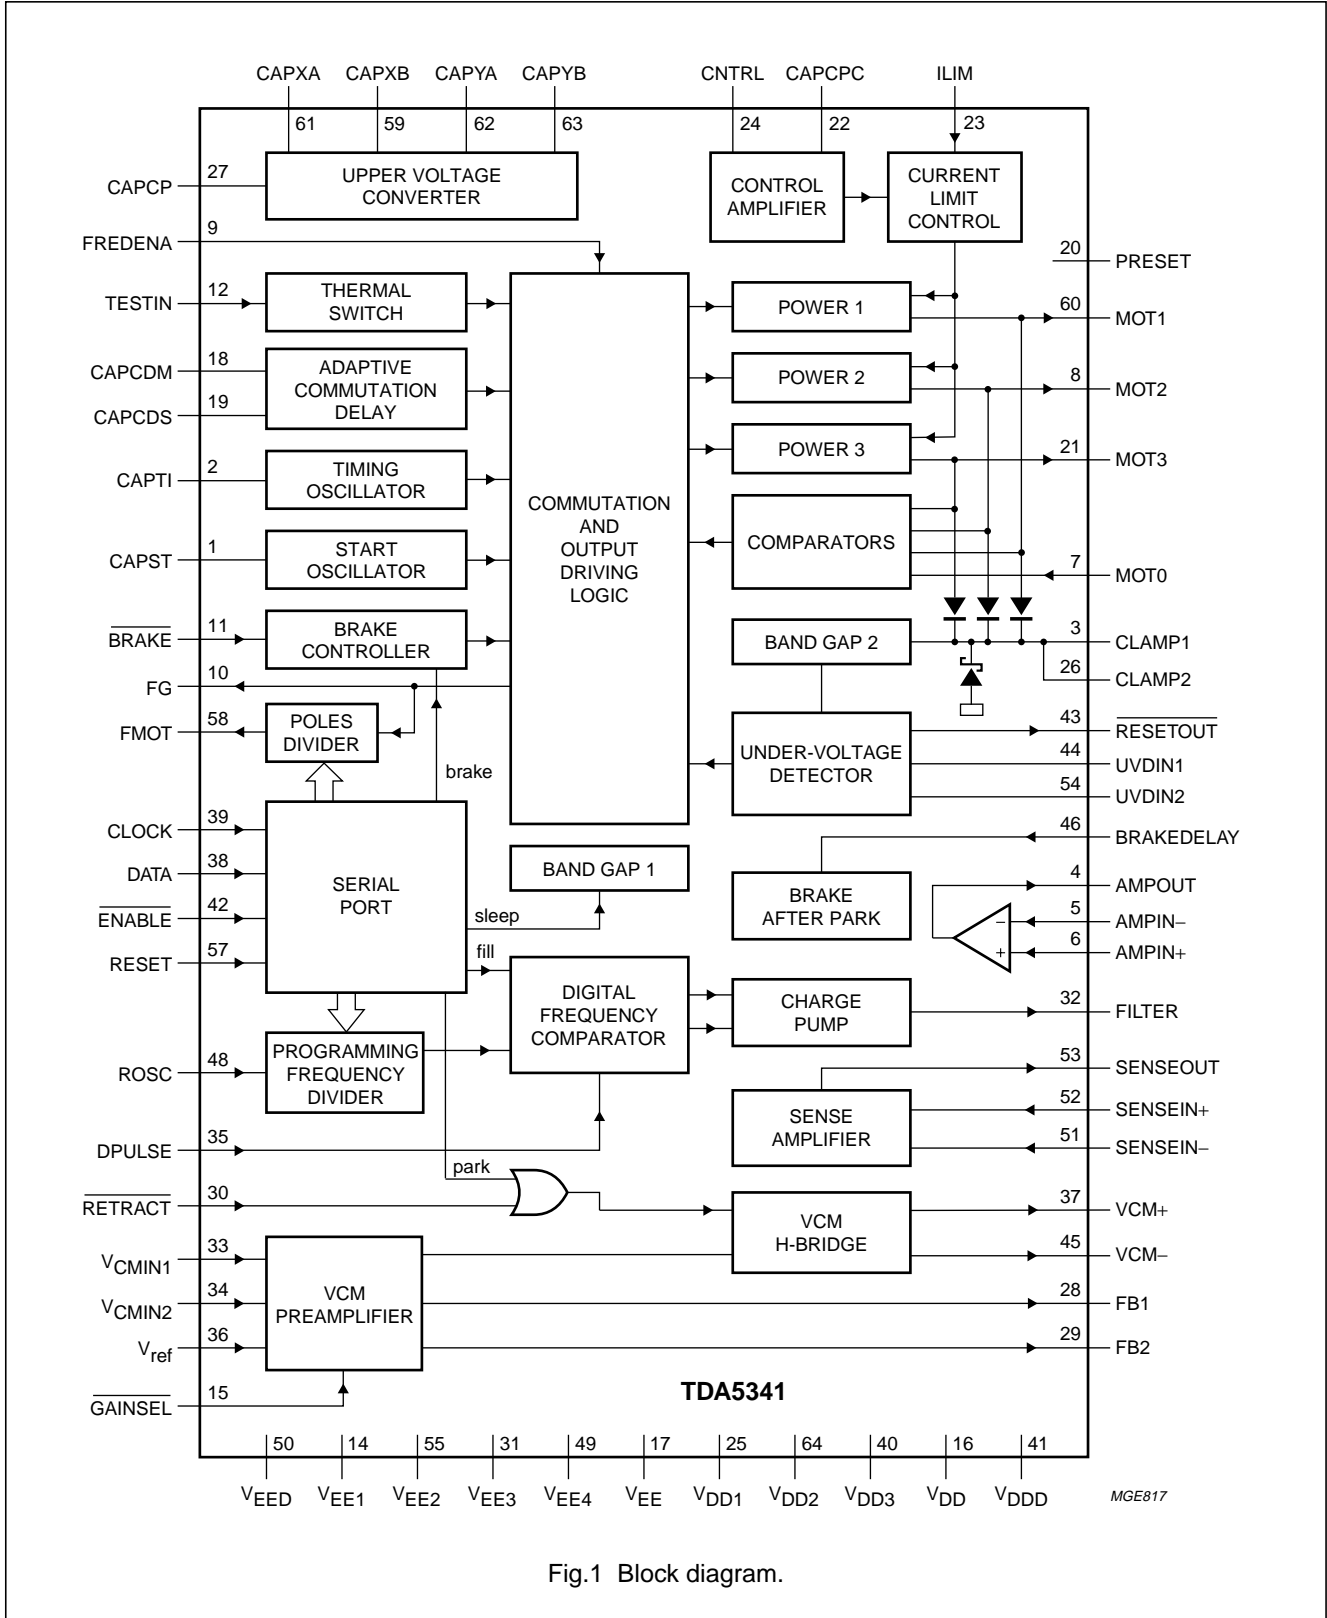 CAPXA CAPXB CAPYA CAPYB CNTRL CAPCPC ILIM
61 59 62 63 24 22 23
CAPCP 27
UPPER VOLTAGE
CONVERTER
CONTROL
AMPLIFIER
CURRENT
LIMIT
CONTROL
FREDENA 9
20 PRESET
TESTIN 12
THERMAL
SWITCH
POWER 1
60 MOT1
CAPCDM 18
CAPCDS 19
ADAPTIVE
COMMUTATION
DELAY
POWER 2
8 MOT2
POWER 3
21 MOT3
CAPTI 2
TIMING
OSCILLATOR
COMMUTATION
AND
OUTPUT
DRIVING
LOGIC
COMPARATORS
7 MOT0
CAPST 1
START
OSCILLATOR
BRAKE 11
BRAKE
CONTROLLER
BAND GAP 2
3 CLAMP1
26 CLAMP2
FG 10
FMOT 58
POLES
DIVIDER
brake
UNDER-VOLTAGE
DETECTOR
43 RESETOUT
44 UVDIN1
54 UVDIN2
CLOCK 39
DATA 38
ENABLE 42
RESET 57
SERIAL
PORT
BAND GAP 1
sleep
fill
BRAKE
AFTER PARK
46 BRAKEDELAY
4 AMPOUT
5 AMPIN−
6 AMPIN+
−
+
DIGITAL
FREQUENCY
COMPARATOR
CHARGE
PUMP
32 FILTER
ROSC 48
PROGRAMMING
FREQUENCY
DIVIDER
53 SENSEOUT
SENSE
AMPLIFIER
52 SENSEIN+
51 SENSEIN−
DPULSE 35
park
RETRACT 30
VCM
H-BRIDGE
37 VCM+
45 VCM−
VCMIN1 33
VCMIN2 34
Vref 36
VCM
PREAMPLIFIER
28 FB1
29 FB2
GAINSEL 15
TDA5341
50 14 55 31 49 17 25 64 40 16 41
VEED VEE1 VEE2 VEE3 VEE4 VEE VDD1 VDD2 VDD3 VDD VDDD
MGE817
Fig.1 Block diagram.